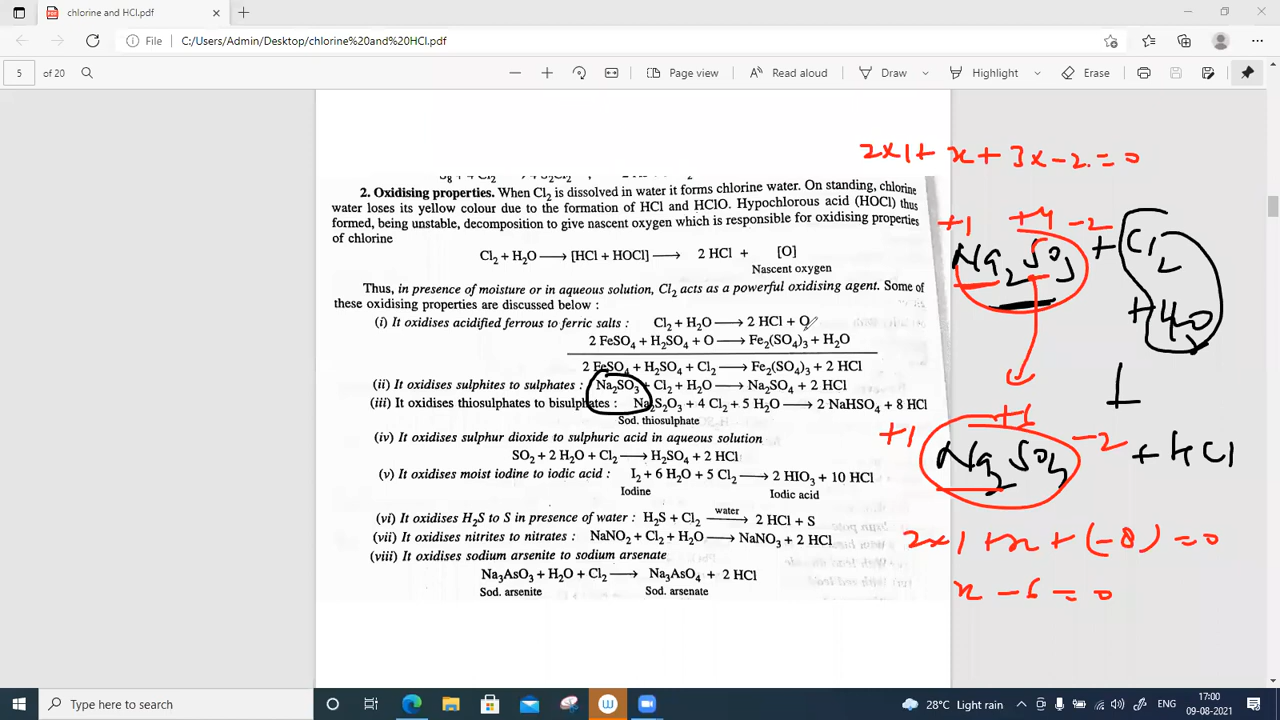 chlorine and HCl.pdf
File C:/Users/Admin/Desktop/chlorine%20and%20HCl.pdf
5 of 20 Page view Read aloud Draw Highlight Erase
2x1 + x + 3x-2 = 0
2. Oxidising properties. When Cl₂ is dissolved in water it forms chlorine water. On standing, chlorine
water loses its yellow colour due to the formation of HCl and HClO. Hypochlorous acid (HOCl) thus
formed, being unstable, decomposition to give nascent oxygen which is responsible for oxidising properties
of chlorine
Cl₂ + H₂O ⟶ [HCl + HOCl] ⟶ 2 HCl + [O]
Nascent oxygen
Thus, in presence of moisture or in aqueous solution, Cl₂ acts as a powerful oxidising agent. Some of
these oxidising properties are discussed below :
(i) It oxidises acidified ferrous to ferric salts : Cl₂ + H₂O ⟶ 2 HCl + O
2 FeSO₄ + H₂SO₄ + O ⟶ Fe₂(SO₄)₃ + H₂O
2 FeSO₄ + H₂SO₄ + Cl₂ ⟶ Fe₂(SO₄)₃ + 2 HCl
(ii) It oxidises sulphites to sulphates : Na₂SO₃ + Cl₂ + H₂O ⟶ Na₂SO₄ + 2 HCl
(iii) It oxidises thiosulphates to bisulphates : Na₂S₂O₃ + 4 Cl₂ + 5 H₂O ⟶ 2 NaHSO₄ + 8 HCl
Sod. thiosulphate
(iv) It oxidises sulphur dioxide to sulphuric acid in aqueous solution
SO₂ + 2 H₂O + Cl₂ ⟶ H₂SO₄ + 2 HCl
(v) It oxidises moist iodine to iodic acid : I₂ + 6 H₂O + 5 Cl₂ ⟶ 2 HIO₃ + 10 HCl
Iodine Iodic acid
(vi) It oxidises H₂S to S in presence of water : H₂S + Cl₂ ⟶ 2 HCl + S
water
(vii) It oxidises nitrites to nitrates : NaNO₂ + Cl₂ + H₂O ⟶ NaNO₃ + 2 HCl
(viii) It oxidises sodium arsenite to sodium arsenate
Na₃AsO₃ + H₂O + Cl₂ ⟶ Na₃AsO₄ + 2 HCl
Sod. arsenite Sod. arsenate
+1 +4 -2
Na₂SO₃ + Cl₂
+ H₂O
+1 +6 -2
Na₂SO₄ + HCl
2x1 + x + (-8) = 0
x - 6 = 0
Type here to search
28°C Light rain
17:00
09-08-2021